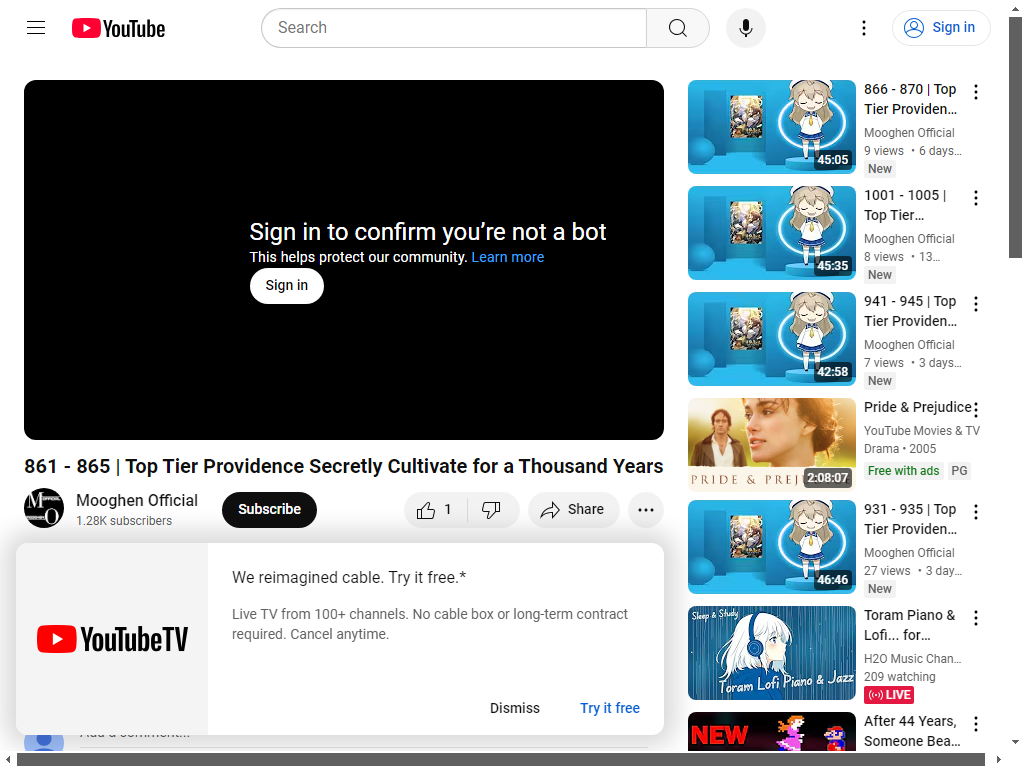 YouTube
Search
Sign in
Sign in to confirm you’re not a bot
This helps protect our community. Learn more
Sign in
861 - 865 | Top Tier Providence Secretly Cultivate for a Thousand Years
Mooghen Official
1.28K subscribers
Subscribe
1
Share
We reimagined cable. Try it free.*
Live TV from 100+ channels. No cable box or long-term contract
required. Cancel anytime.
YouTubeTV
Dismiss
Try it free
Add a comment...
866 - 870 | Top
Tier Providen...
Mooghen Official
9 views • 6 days...
New
45:05
1001 - 1005 |
Top Tier...
Mooghen Official
8 views • 13...
New
45:35
941 - 945 | Top
Tier Providen...
Mooghen Official
7 views • 3 days...
New
42:58
Pride & Prejudice
YouTube Movies & TV
Drama • 2005
Free with ads PG
2:08:07
931 - 935 | Top
Tier Providen...
Mooghen Official
27 views • 3 day...
New
46:46
Sleep & Study
Toram Lofi Piano & Jazz
Toram Piano &
Lofi... for...
H2O Music Chan...
209 watching
LIVE
NEW
After 44 Years,
Someone Bea...